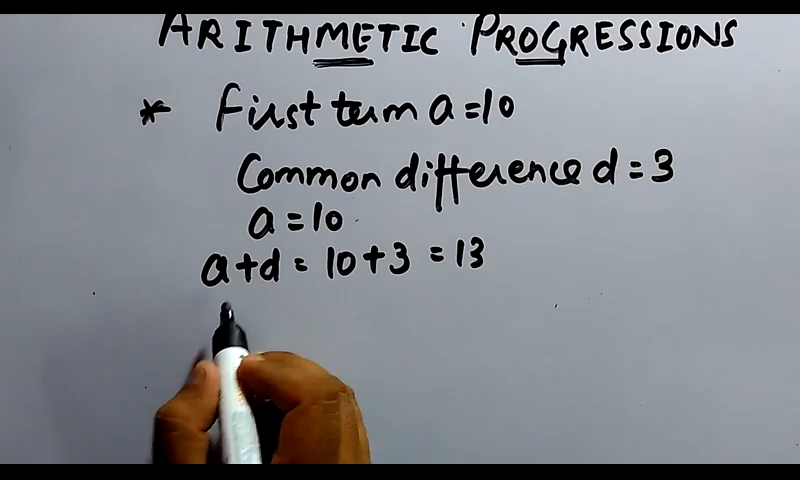 ARITHMETIC PROGRESSIONS
* First term a=10
Common difference d=3
a=10
a+d = 10+3 = 13